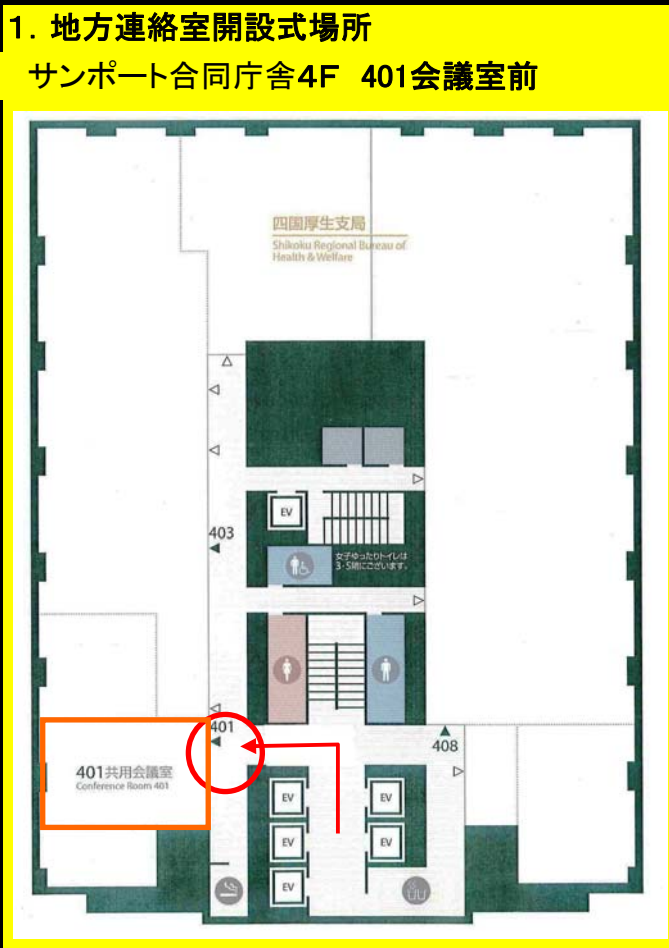 1. 地方連絡室開設式場所
サンポート合同庁舎4F 401会議室前
四国厚生支局
Shikoku Regional Bureau of
Health & Welfare
EV
403
女子ゆったりトイレは
3・5階にございます。
401
408
401共用会議室
Conference Room 401
EV
EV
EV
EV
EV